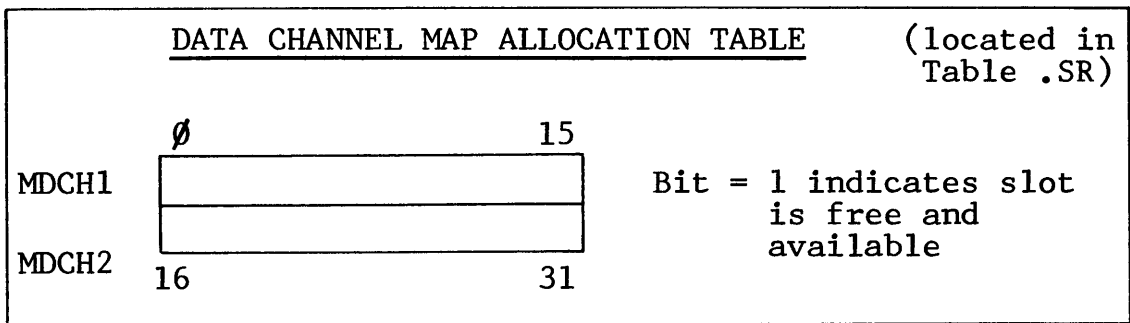 DATA CHANNEL MAP ALLOCATION TABLE (located in
Table .SR)
Ø 15
MDCH1 Bit = 1 indicates slot
is free and
available
MDCH2
16 31